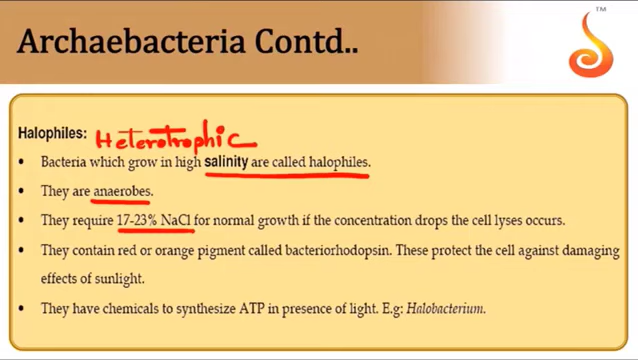 Archaebacteria Contd..
TM
Halophiles: Heterotrophic
• Bacteria which grow in high salinity are called halophiles.
• They are anaerobes.
• They require 17-23% NaCl for normal growth if the concentration drops the cell lyses occurs.
• They contain red or orange pigment called bacteriorhodopsin. These protect the cell against damaging
effects of sunlight.
• They have chemicals to synthesize ATP in presence of light. E.g: Halobacterium.